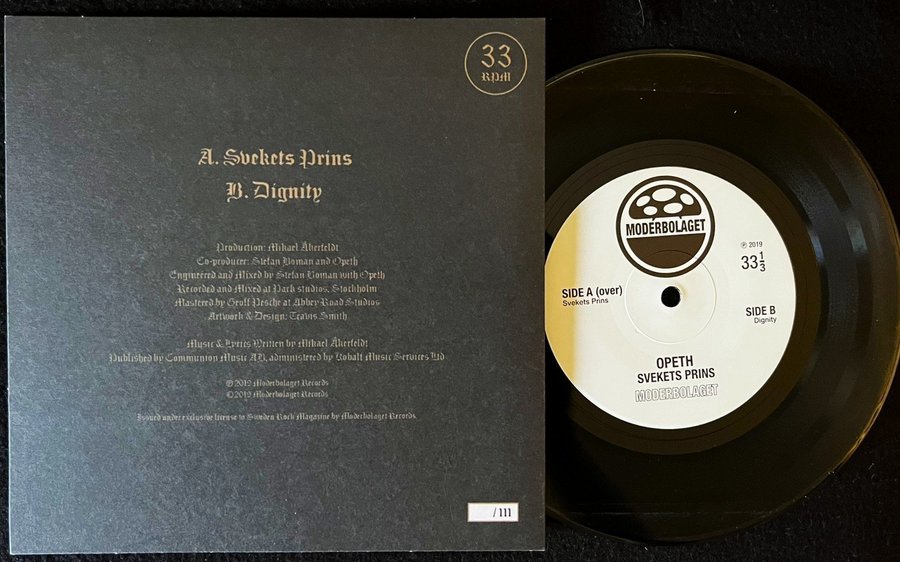 33
RPM
A. Svekets Prins
B. Dignity
Production: Mikael Åkerfeldt
Co-producer: Stefan Boman and Opeth
Engineered and Mixed by Stefan Boman with Opeth
Recorded and Mixed at Park studios, Stockholm
Mastered by Geoff Pesche at Abbey Road Studios
Artwork & Design: Travis Smith
Music & Lyrics Written by Mikael Åkerfeldt
Published by Communion Music AB, administered by Kobalt Music Services Ltd
℗ 2019 Moderbolaget Records
© 2019 Moderbolaget Records
Issued under exclusive license to Sweden Rock Magazine by Moderbolaget Records.
/111
MODERBOLAGET
℗ 2019
33 1/3
SIDE A (over)
Svekets Prins
SIDE B
Dignity
OPETH
SVEKETS PRINS
MODERBOLAGET